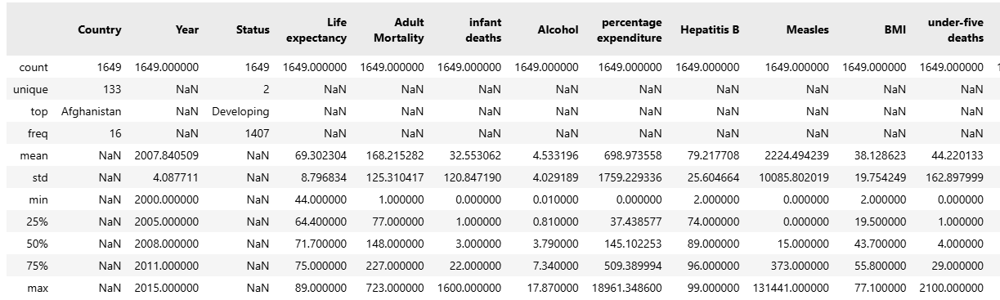 Country Year Status Life expectancy Adult Mortality infant deaths Alcohol percentage expenditure Hepatitis B Measles BMI under-five deaths
count 1649 1649.000000 1649 1649.000000 1649.000000 1649.000000 1649.000000 1649.000000 1649.000000 1649.000000 1649.000000 1649.000000
unique 133 NaN 2 NaN NaN NaN NaN NaN NaN NaN NaN NaN
top Afghanistan NaN Developing NaN NaN NaN NaN NaN NaN NaN NaN NaN
freq 16 NaN 1407 NaN NaN NaN NaN NaN NaN NaN NaN NaN
mean NaN 2007.840509 NaN 69.302304 168.215282 32.553062 4.533196 698.973558 79.217708 2224.494239 38.128623 44.220133
std NaN 4.087711 NaN 8.796834 125.310417 120.847190 4.029189 1759.229336 25.604664 10085.802019 19.754249 162.897999
min NaN 2000.000000 NaN 44.000000 1.000000 0.000000 0.010000 0.000000 2.000000 0.000000 2.000000 0.000000
25% NaN 2005.000000 NaN 64.400000 77.000000 1.000000 0.810000 37.438577 74.000000 0.000000 19.500000 1.000000
50% NaN 2008.000000 NaN 71.700000 148.000000 3.000000 3.790000 145.102253 89.000000 15.000000 43.700000 4.000000
75% NaN 2011.000000 NaN 75.000000 227.000000 22.000000 7.340000 509.389994 96.000000 373.000000 55.800000 29.000000
max NaN 2015.000000 NaN 89.000000 723.000000 1600.000000 17.870000 18961.348600 99.000000 131441.000000 77.100000 2100.000000